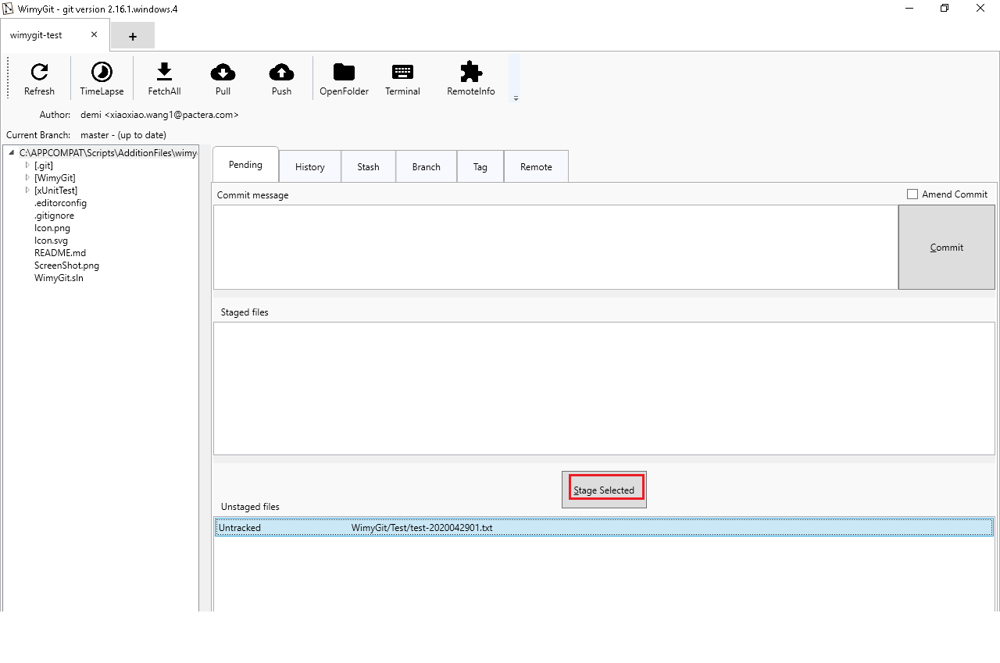 WimyGit - git version 2.16.1.windows.4
wimygit-test
+
Refresh TimeLapse FetchAll Pull Push OpenFolder Terminal RemoteInfo
Author: demi <xiaoxiao.wang1@pactera.com>
Current Branch: master - (up to date)
C:\APPCOMPAT\Scripts\AdditionFiles\wimy
[.git]
[WimyGit]
[xUnitTest]
.editorconfig
.gitignore
Icon.png
Icon.svg
README.md
ScreenShot.png
WimyGit.sln
Pending History Stash Branch Tag Remote
Commit message Amend Commit
Commit
Staged files
Stage Selected
Unstaged files
Untracked WimyGit/Test/test-2020042901.txt